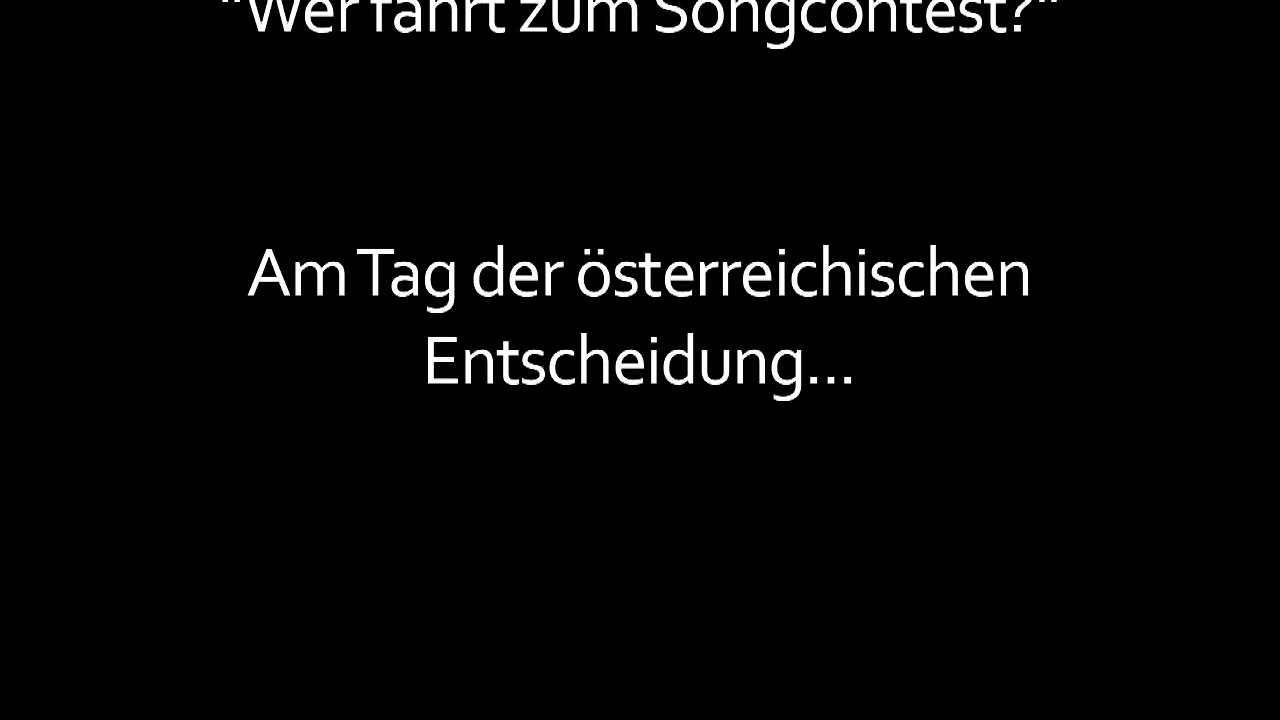 "Wer fährt zum Songcontest?"
Am Tag der österreichischen
Entscheidung...